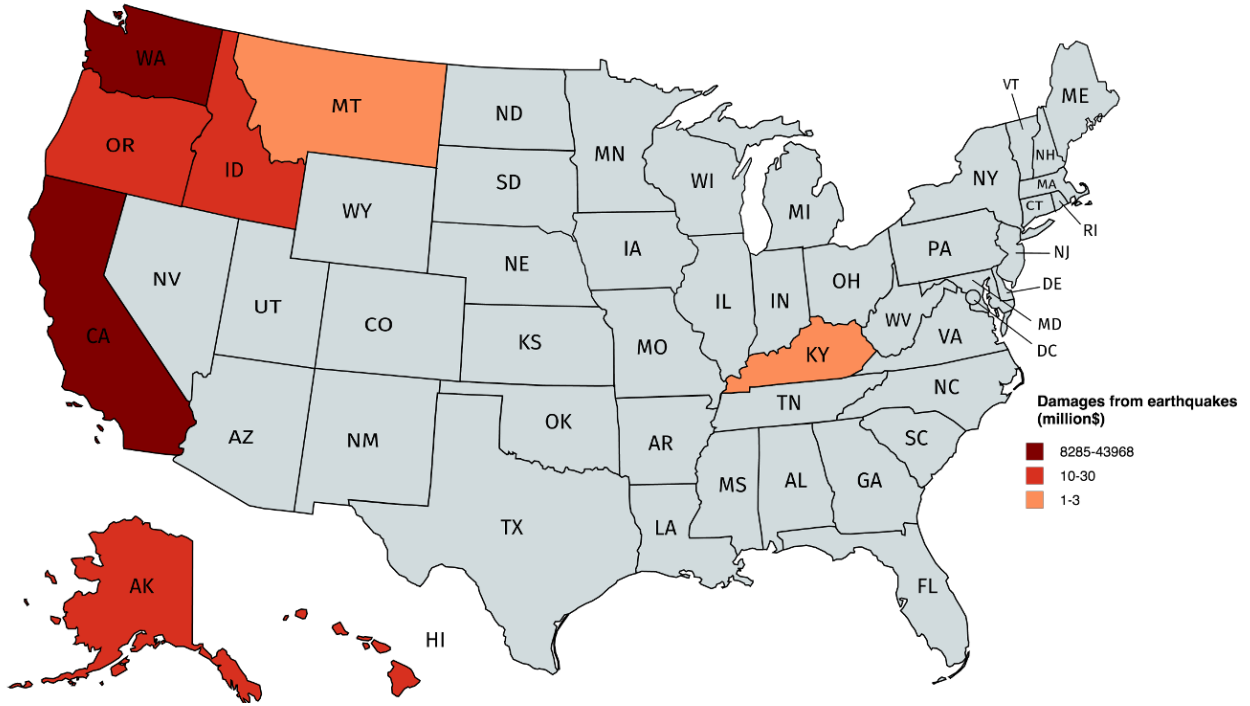 WA
MT
ND
MN
VT
ME
OR
ID
SD
WI
NH
NY
MA
WY
MI
CT
RI
IA
PA
NJ
NE
NV
OH
DE
UT
IL
IN
CO
WV
MD
CA
KS
MO
KY
VA
DC
NC
TN
Damages from earthquakes
(million$)
AZ
NM
OK
AR
SC
8285-43968
MS
AL
GA
10-30
1-3
TX
LA
AK
FL
HI